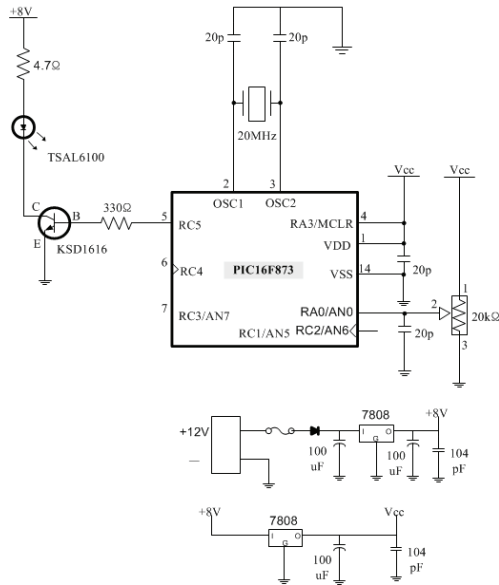 +8V
4.7Ω
TSAL6100
C
B
E
KSD1616
330Ω
20p
20p
20MHz
2
3
OSC1
OSC2
5
RC5
6
RC4
7
RC3/AN7
PIC16F873
RC1/AN5
RA3/MCLR
4
VDD
1
VSS
14
RA0/AN0
RC2/AN6
Vcc
20p
20p
Vcc
1
2
3
20kΩ
+12V
—
100
uF
7808
I
O
G
100
uF
+8V
104
pF
+8V
7808
I
O
G
100
uF
Vcc
104
pF